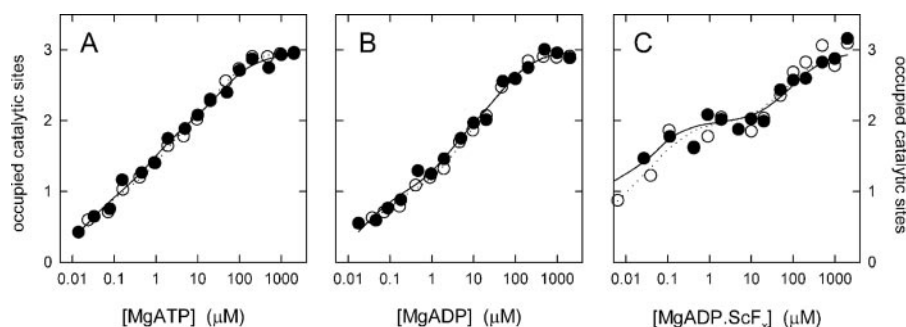 A
B
C
occupied catalytic sites
occupied catalytic sites
3
2
1
0
3
2
1
0
0.01 0.1 1 10 100 1000
0.01 0.1 1 10 100 1000
0.01 0.1 1 10 100 1000
[MgATP] (μM)
[MgADP] (μM)
[MgADP.ScFx] (μM)